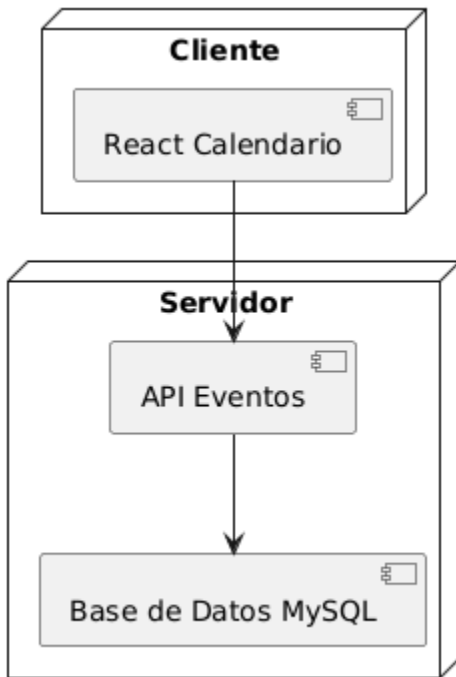 Cliente
React Calendario
Servidor
API Eventos
Base de Datos MySQL